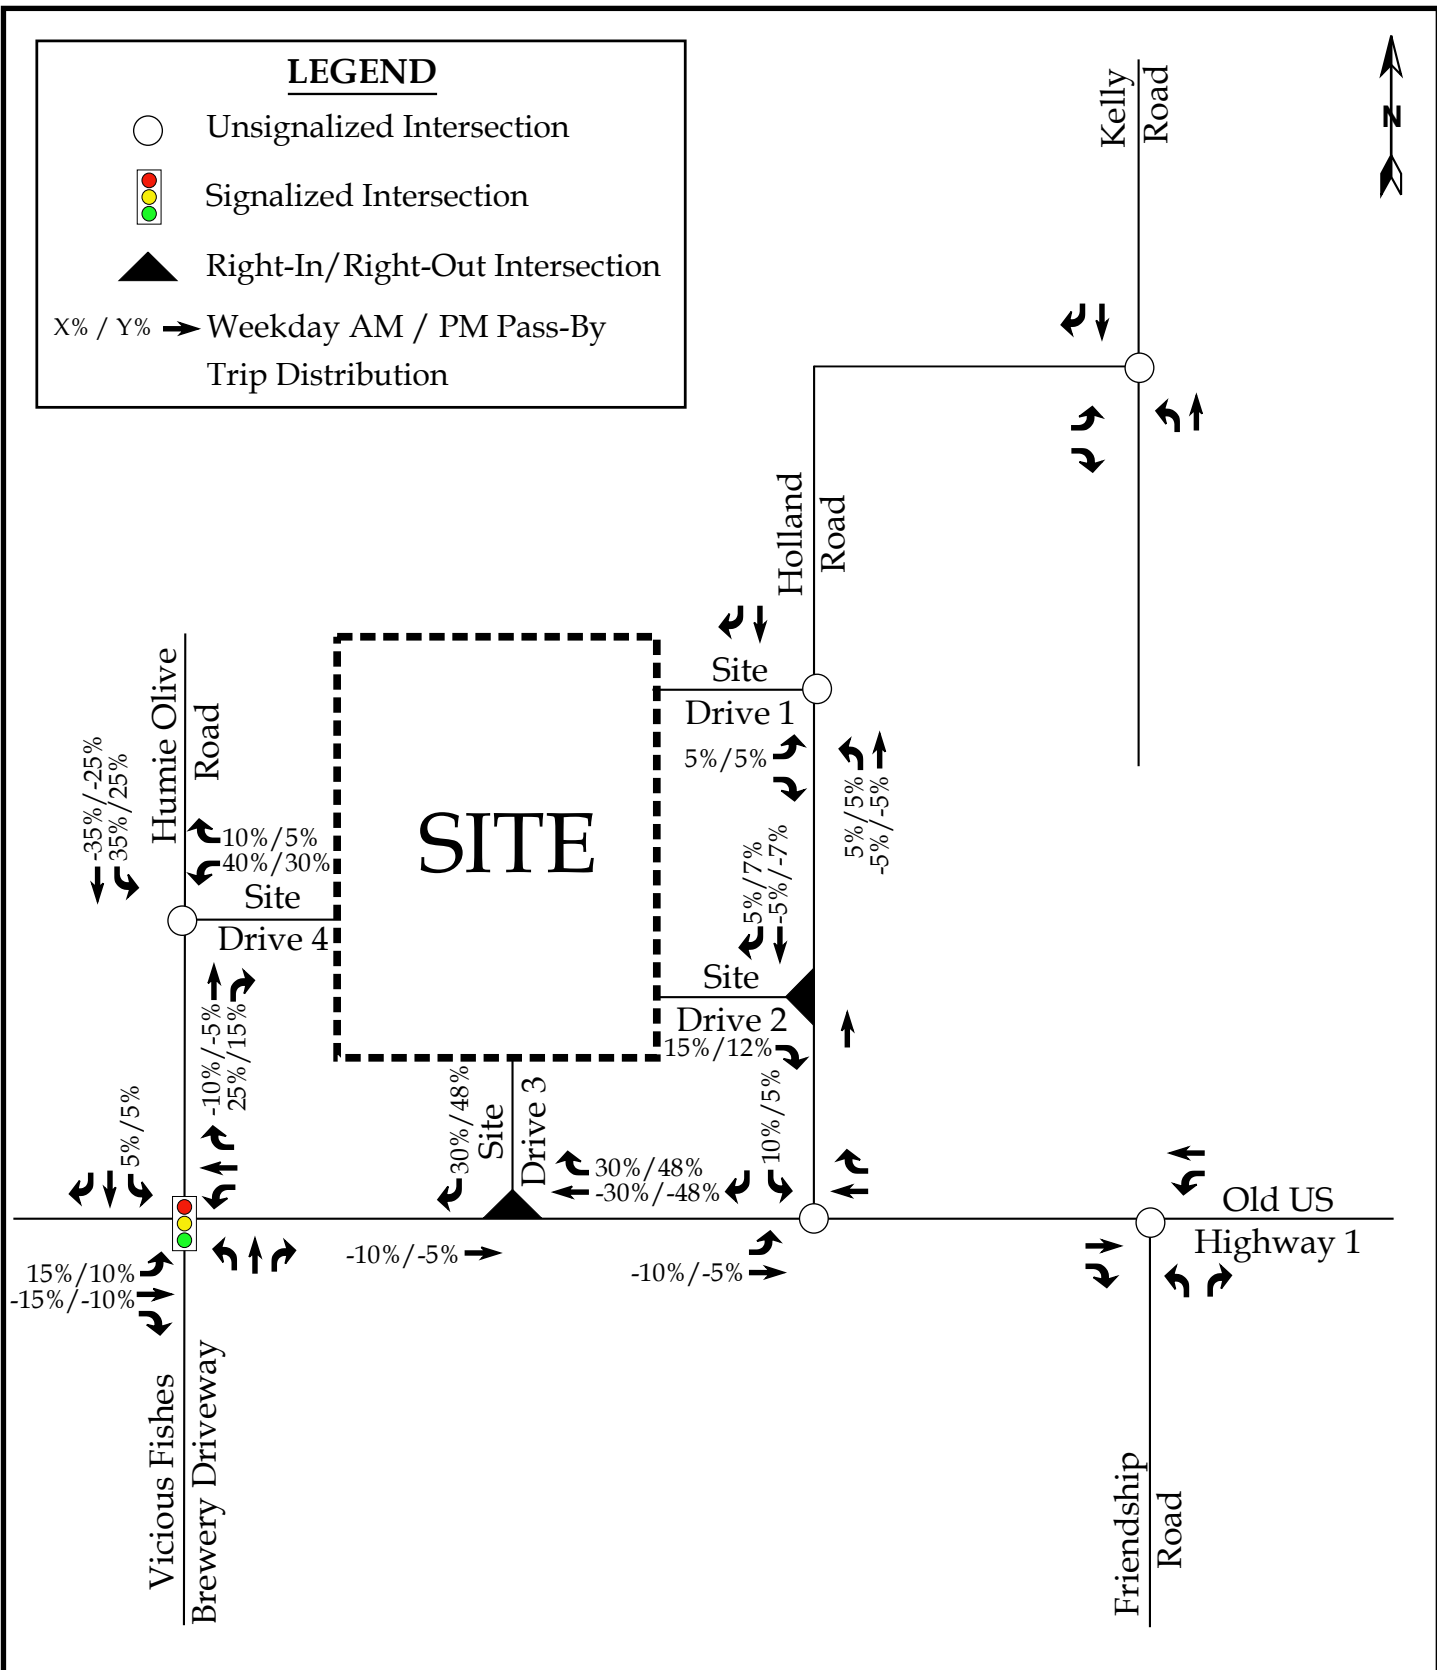 LEGEND
Unsignalized Intersection
Signalized Intersection
Right-In/Right-Out Intersection
X% / Y%
Weekday AM / PM Pass-By
Trip Distribution
N
Kelly
Road
Holland
Road
Humie Olive
Road
-35%/-25%
35%/25%
10%/5%
40%/30%
Site
Drive 4
SITE
Site
Drive 1
5%/5%
5%/5%
-5%/-5%
5%/7%
-5%/-7%
Site
Drive 2
15%/12%
-10%/-5%
25%/15%
5%/5%
30%/48%
Site
Drive 3
30%/48%
-30%/-48%
10%/5%
Old US
Highway 1
15%/10%
-15%/-10%
-10%/-5%
-10%/-5%
Vicious Fishes
Brewery Driveway
Friendship
Road